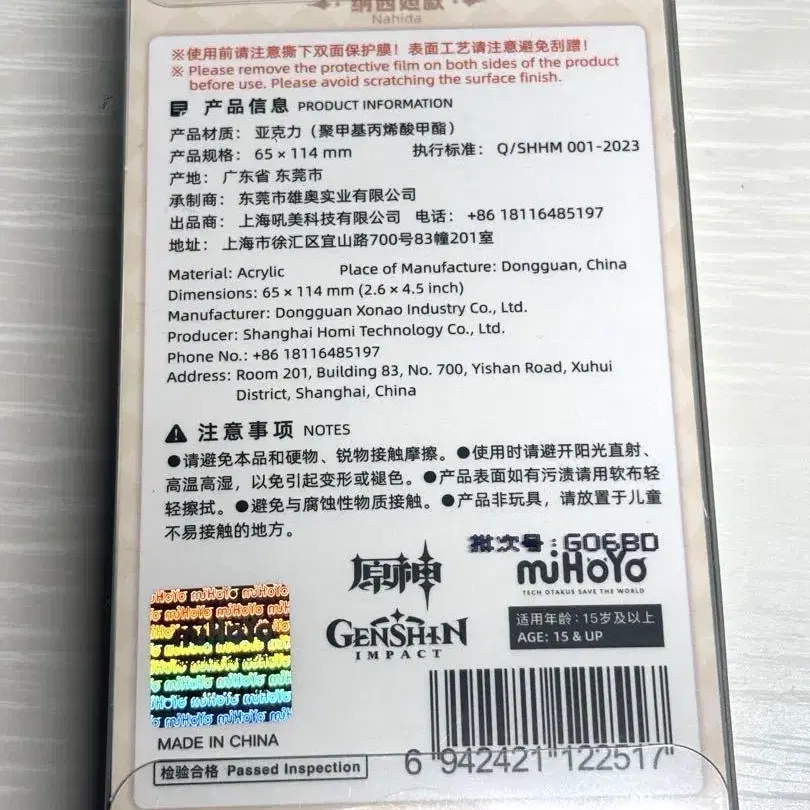 纳西妲款
Nahida
※使用前请注意撕下双面保护膜！表面工艺请注意避免刮蹭！
※ Please remove the protective film on both sides of the product
before use. Please avoid scratching the surface finish.
产品信息 PRODUCT INFORMATION
产品材质： 亚克力（聚甲基丙烯酸甲酯）
产品规格： 65 × 114 mm 执行标准： Q/SHHM 001-2023
产地： 广东省 东莞市
承制商： 东莞市雄奥实业有限公司
出品商： 上海吼美科技有限公司 电话： +86 18116485197
地址： 上海市徐汇区宜山路700号83幢201室
Material: Acrylic Place of Manufacture: Dongguan, China
Dimensions: 65 × 114 mm (2.6 × 4.5 inch)
Manufacturer: Dongguan Xonao Industry Co., Ltd.
Producer: Shanghai Homi Technology Co., Ltd.
Phone No.: +86 18116485197
Address: Room 201, Building 83, No. 700, Yishan Road, Xuhui
District, Shanghai, China
注意事项 NOTES
●请避免本品和硬物、锐物接触摩擦。●使用时请避开阳光直射、
高温高湿，以免引起变形或褪色。●产品表面如有污渍请用软布轻
轻擦拭。●避免与腐蚀性物质接触。●产品非玩具，请放置于儿童
不易接触的地方。
批次号：G06BD
原神
GENSHIN
IMPACT
miHoYo
TECH OTAKUS SAVE THE WORLD
适用年龄：15岁及以上
AGE: 15 & UP
miHoYo
MADE IN CHINA
检验合格 Passed Inspection
6 942421 122517